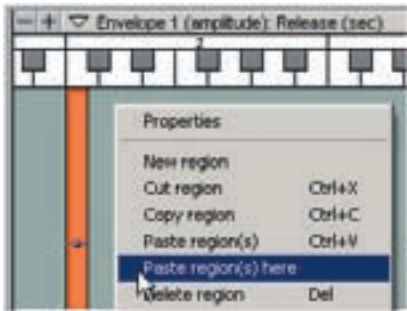 − + Envelope 1 (amplitude): Release (sec)
2
Properties
New region
Cut region Ctrl+X
Copy region Ctrl+C
Paste region(s) Ctrl+V
Paste region(s) here
Delete region Del